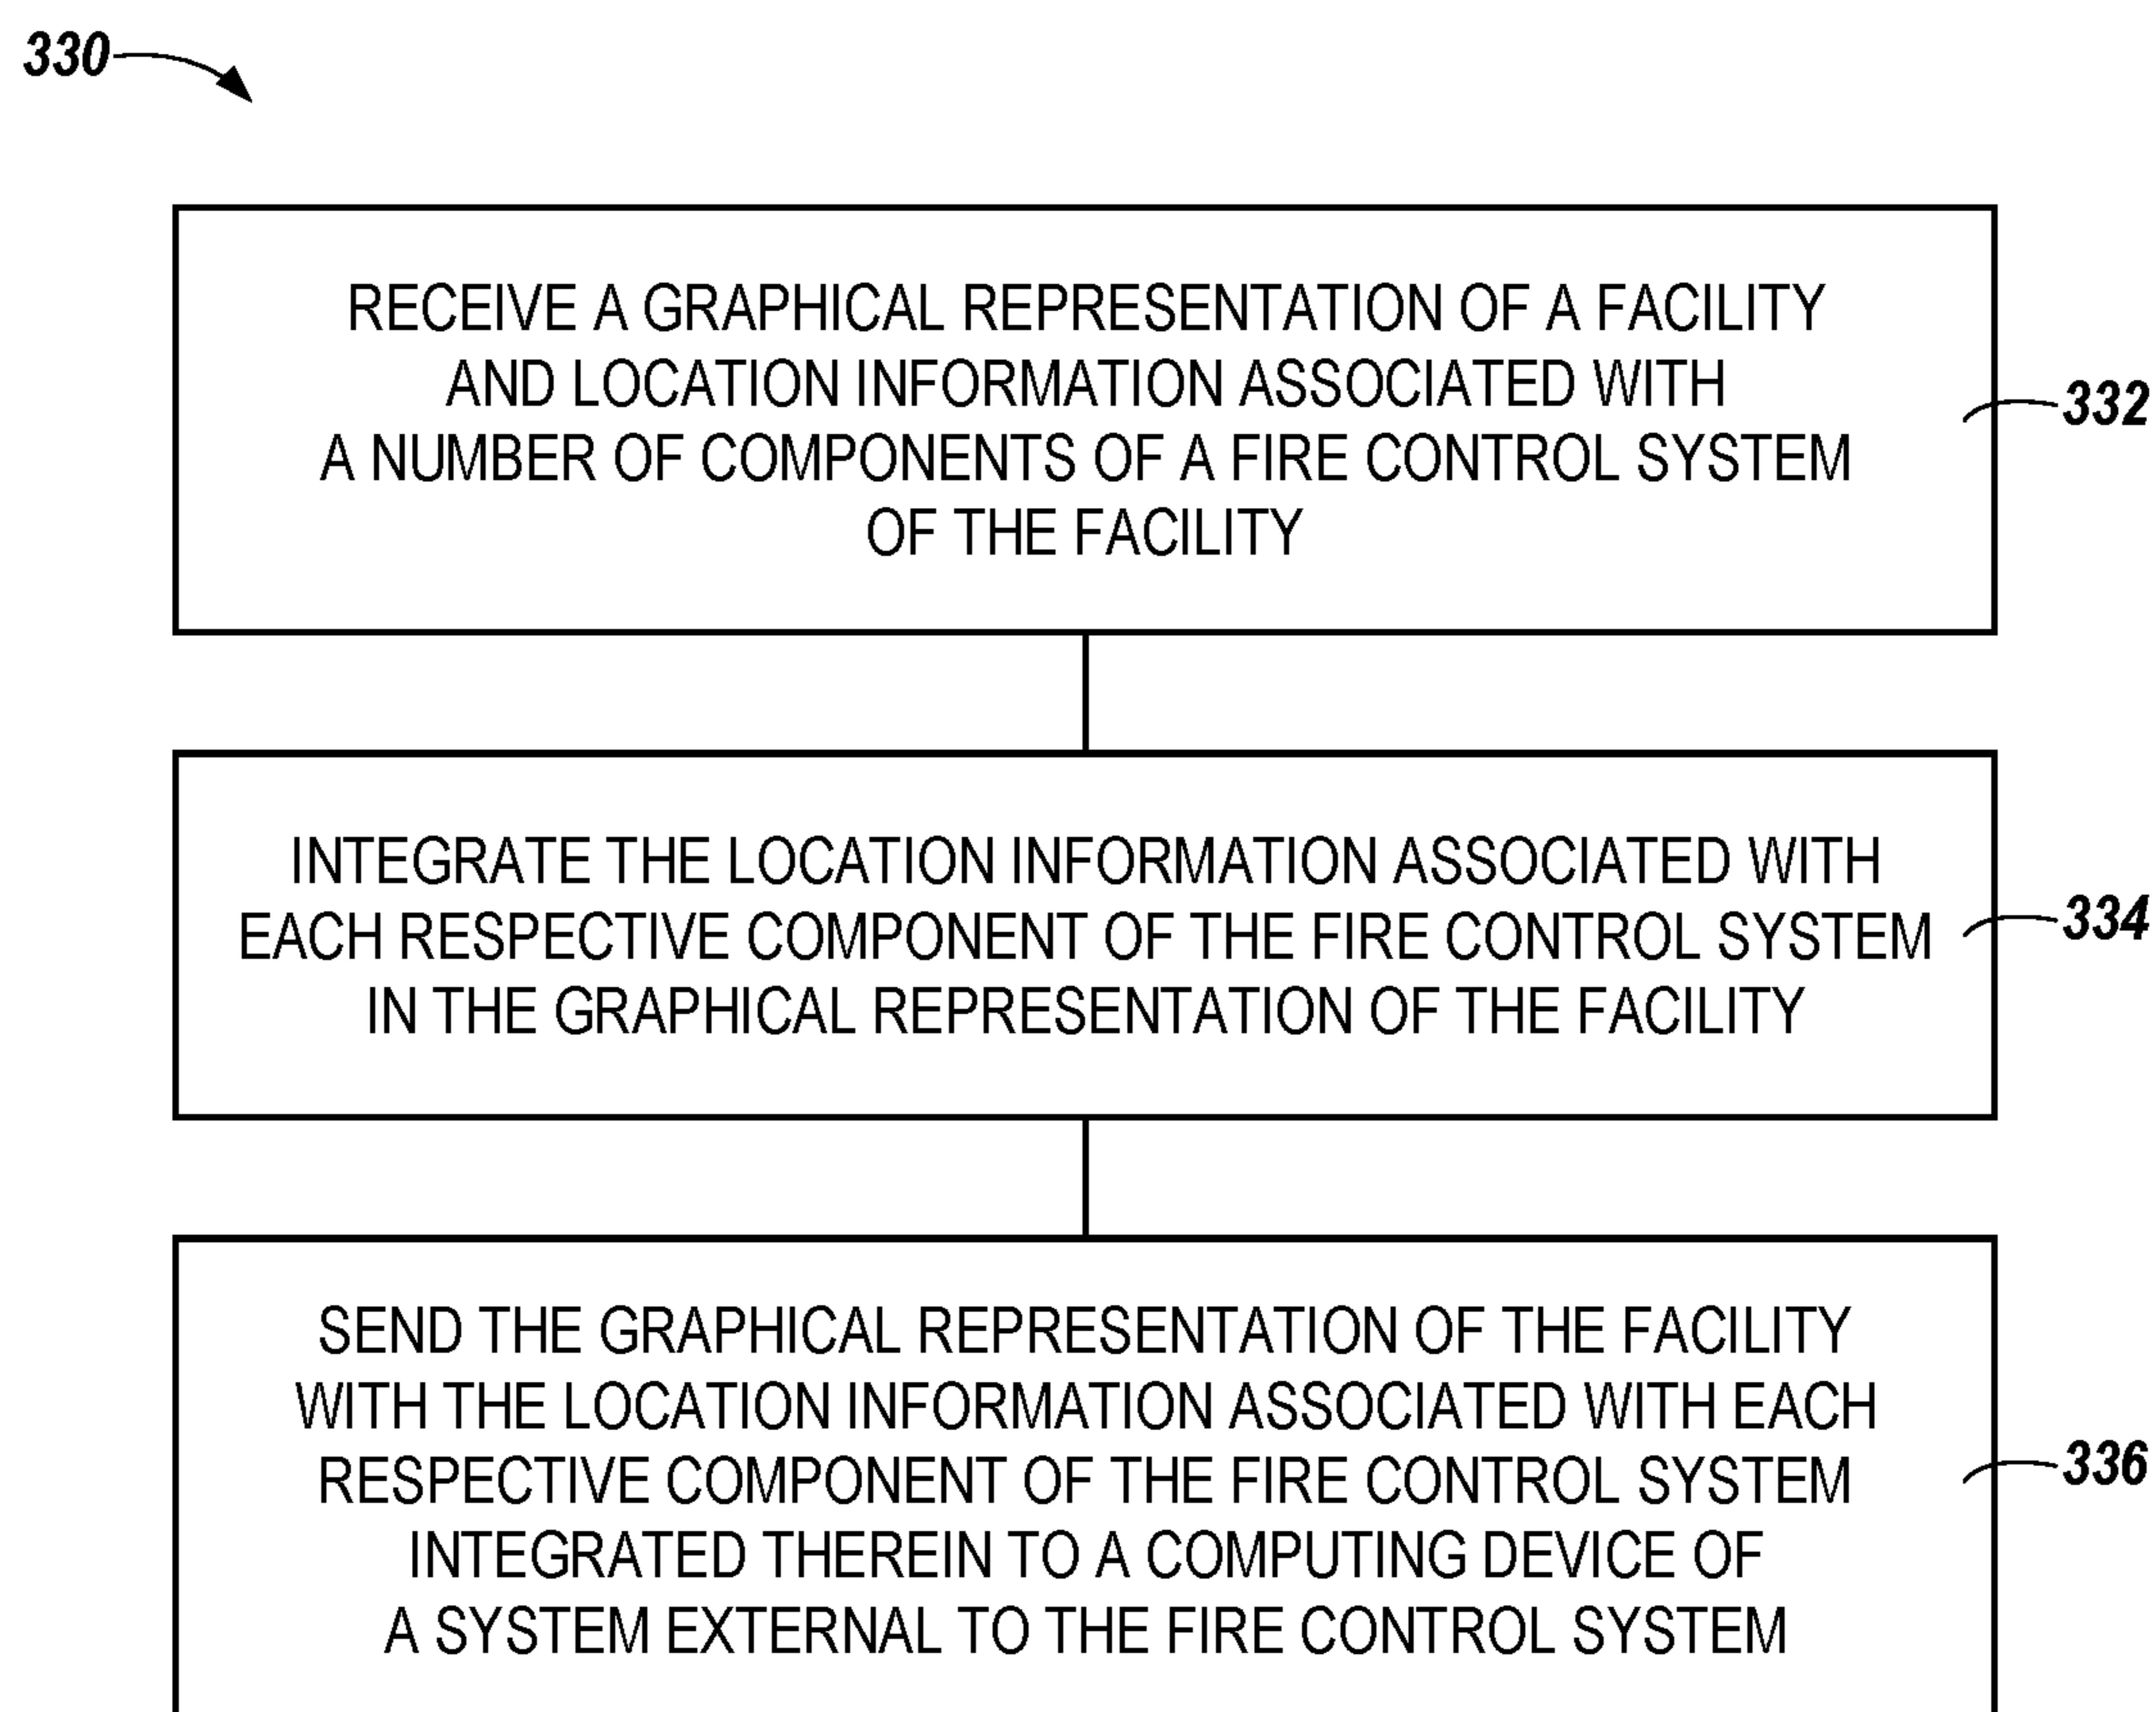 330
RECEIVE A GRAPHICAL REPRESENTATION OF A FACILITY
AND LOCATION INFORMATION ASSOCIATED WITH
A NUMBER OF COMPONENTS OF A FIRE CONTROL SYSTEM
OF THE FACILITY
332
INTEGRATE THE LOCATION INFORMATION ASSOCIATED WITH
EACH RESPECTIVE COMPONENT OF THE FIRE CONTROL SYSTEM
IN THE GRAPHICAL REPRESENTATION OF THE FACILITY
334
SEND THE GRAPHICAL REPRESENTATION OF THE FACILITY
WITH THE LOCATION INFORMATION ASSOCIATED WITH EACH
RESPECTIVE COMPONENT OF THE FIRE CONTROL SYSTEM
INTEGRATED THEREIN TO A COMPUTING DEVICE OF
A SYSTEM EXTERNAL TO THE FIRE CONTROL SYSTEM
336